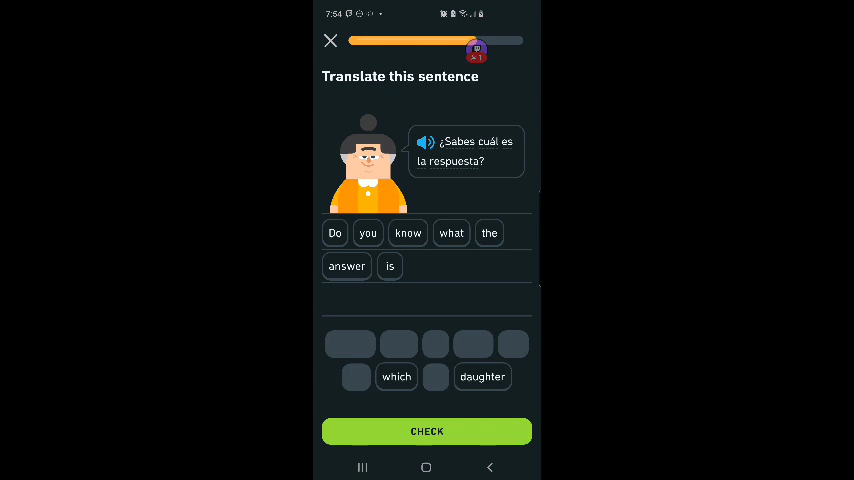 7:54
Translate this sentence
¿Sabes cuál es
la respuesta?
Do you know what the
answer is
which daughter
CHECK